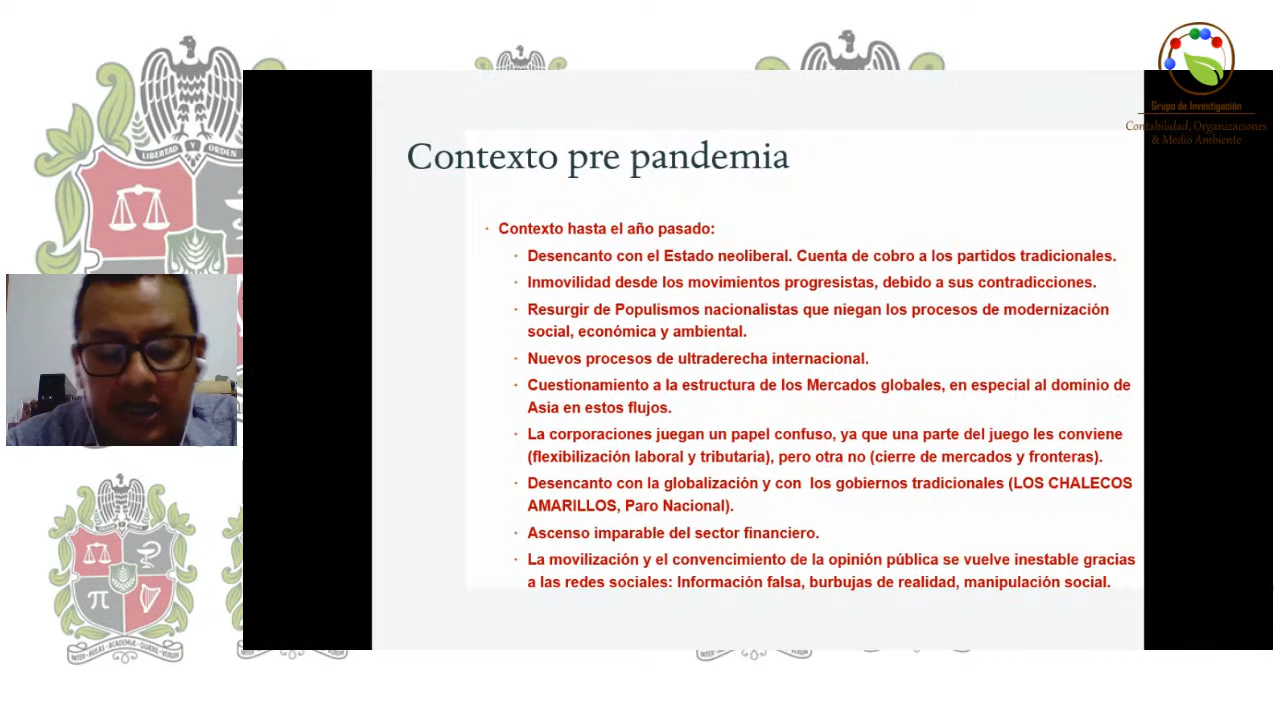 LIBERTAD Y ORDEN
Grupo de Investigación
Contabilidad, Organizaciones
& Medio Ambiente
Contexto pre pandemia
· Contexto hasta el año pasado:
· Desencanto con el Estado neoliberal. Cuenta de cobro a los partidos tradicionales.
· Inmovilidad desde los movimientos progresistas, debido a sus contradicciones.
· Resurgir de Populismos nacionalistas que niegan los procesos de modernización
social, económica y ambiental.
· Nuevos procesos de ultraderecha internacional.
· Cuestionamiento a la estructura de los Mercados globales, en especial al dominio de
Asia en estos flujos.
· La corporaciones juegan un papel confuso, ya que una parte del juego les conviene
(flexibilización laboral y tributaria), pero otra no (cierre de mercados y fronteras).
· Desencanto con la globalización y con los gobiernos tradicionales (LOS CHALECOS
AMARILLOS, Paro Nacional).
· Ascenso imparable del sector financiero.
· La movilización y el convencimiento de la opinión pública se vuelve inestable gracias
a las redes sociales: Información falsa, burbujas de realidad, manipulación social.
INTER · AULAS · ACADEMIÆ · QUÆRE · VERUM